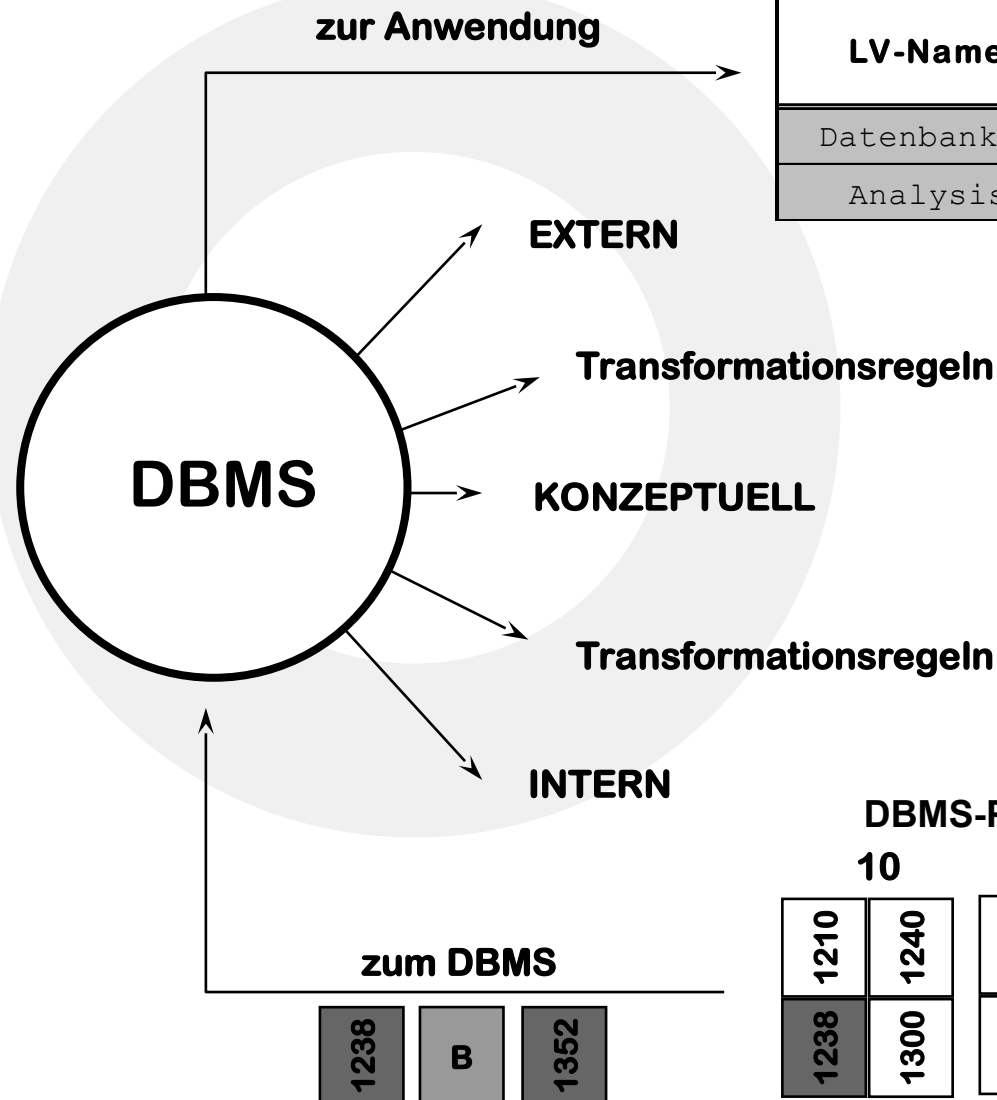 zur Anwendung
LV-Name
Datenbank
Analysis
EXTERN
Transformationsregeln
DBMS
KONZEPTUELL
Transformationsregeln
INTERN
DBMS-
10
1210 1240
zum DBMS
1238 1300
1238 B 1352